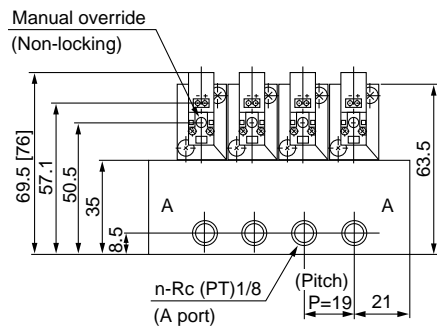 Manual override
(Non-locking)
- +
- +
- +
- +
69.5 [76]
57.1
50.5
35
8.5
63.5
A
A
n-Rc (PT)1/8
(A port)
(Pitch)
P=19
21